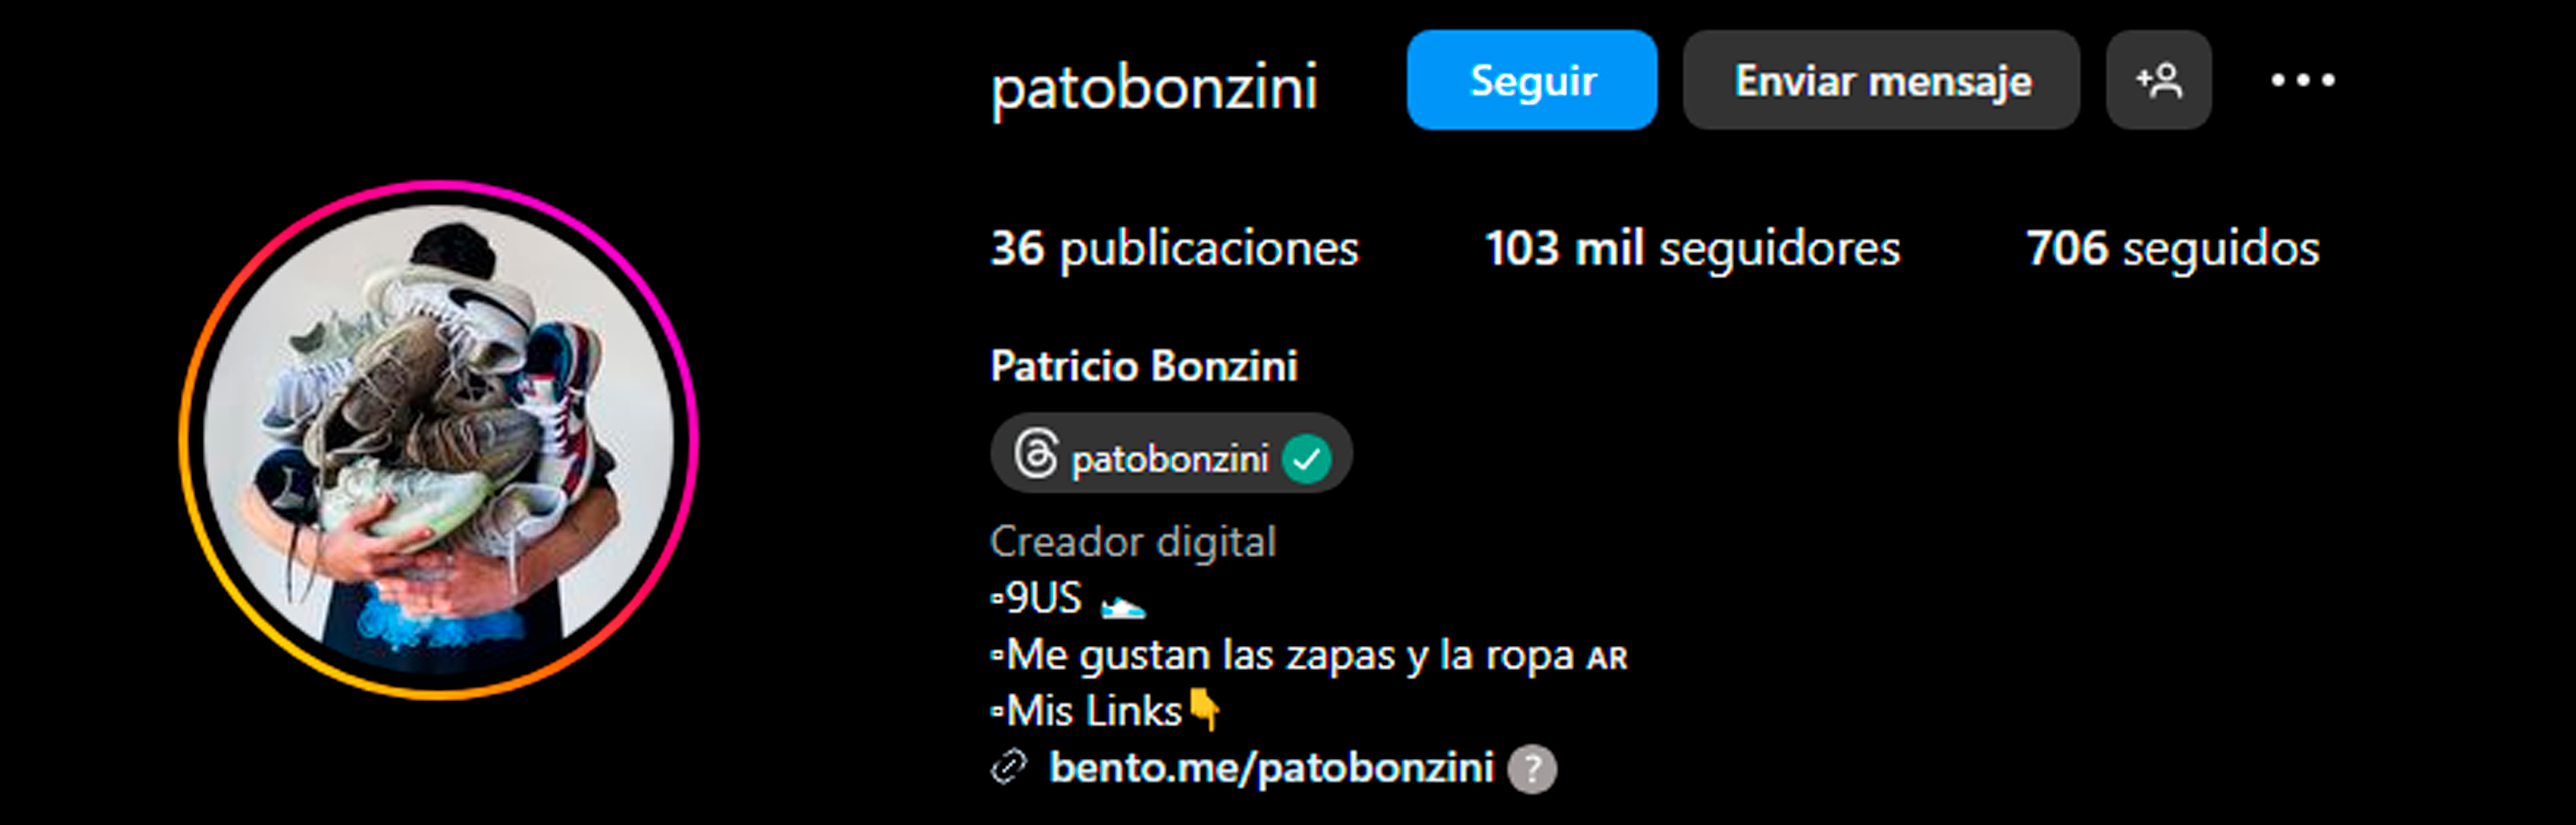 patobonzini Seguir Enviar mensaje
36 publicaciones 103 mil seguidores 706 seguidos
Patricio Bonzini
patobonzini
Creador digital
▫9US 👟
▫Me gustan las zapas y la ropa AR
▫Mis Links👇
bento.me/patobonzini ?